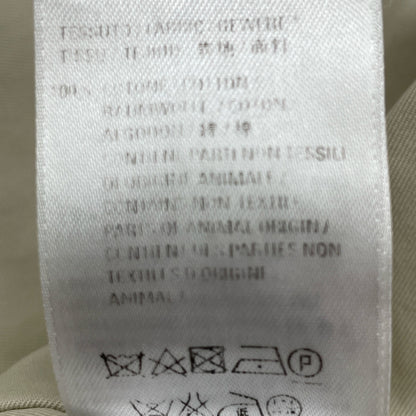 TESSUTO / FABRIC / GEWEBE
TISSU / TEJIDO / 表地 / 面料
100% COTONE / COTTON /
BAUMWOLLE / COTON /
ALGODON / 綿 / 棉
CONTIENE PARTI NON TESSILI
DI ORIGINE ANIMALE /
CONTAINS NON TEXTILE
PARTS OF ANIMAL ORIGIN /
CONTIENT DES PARTIES NON
TEXTILES D'ORIGINE
ANIMALE /
P